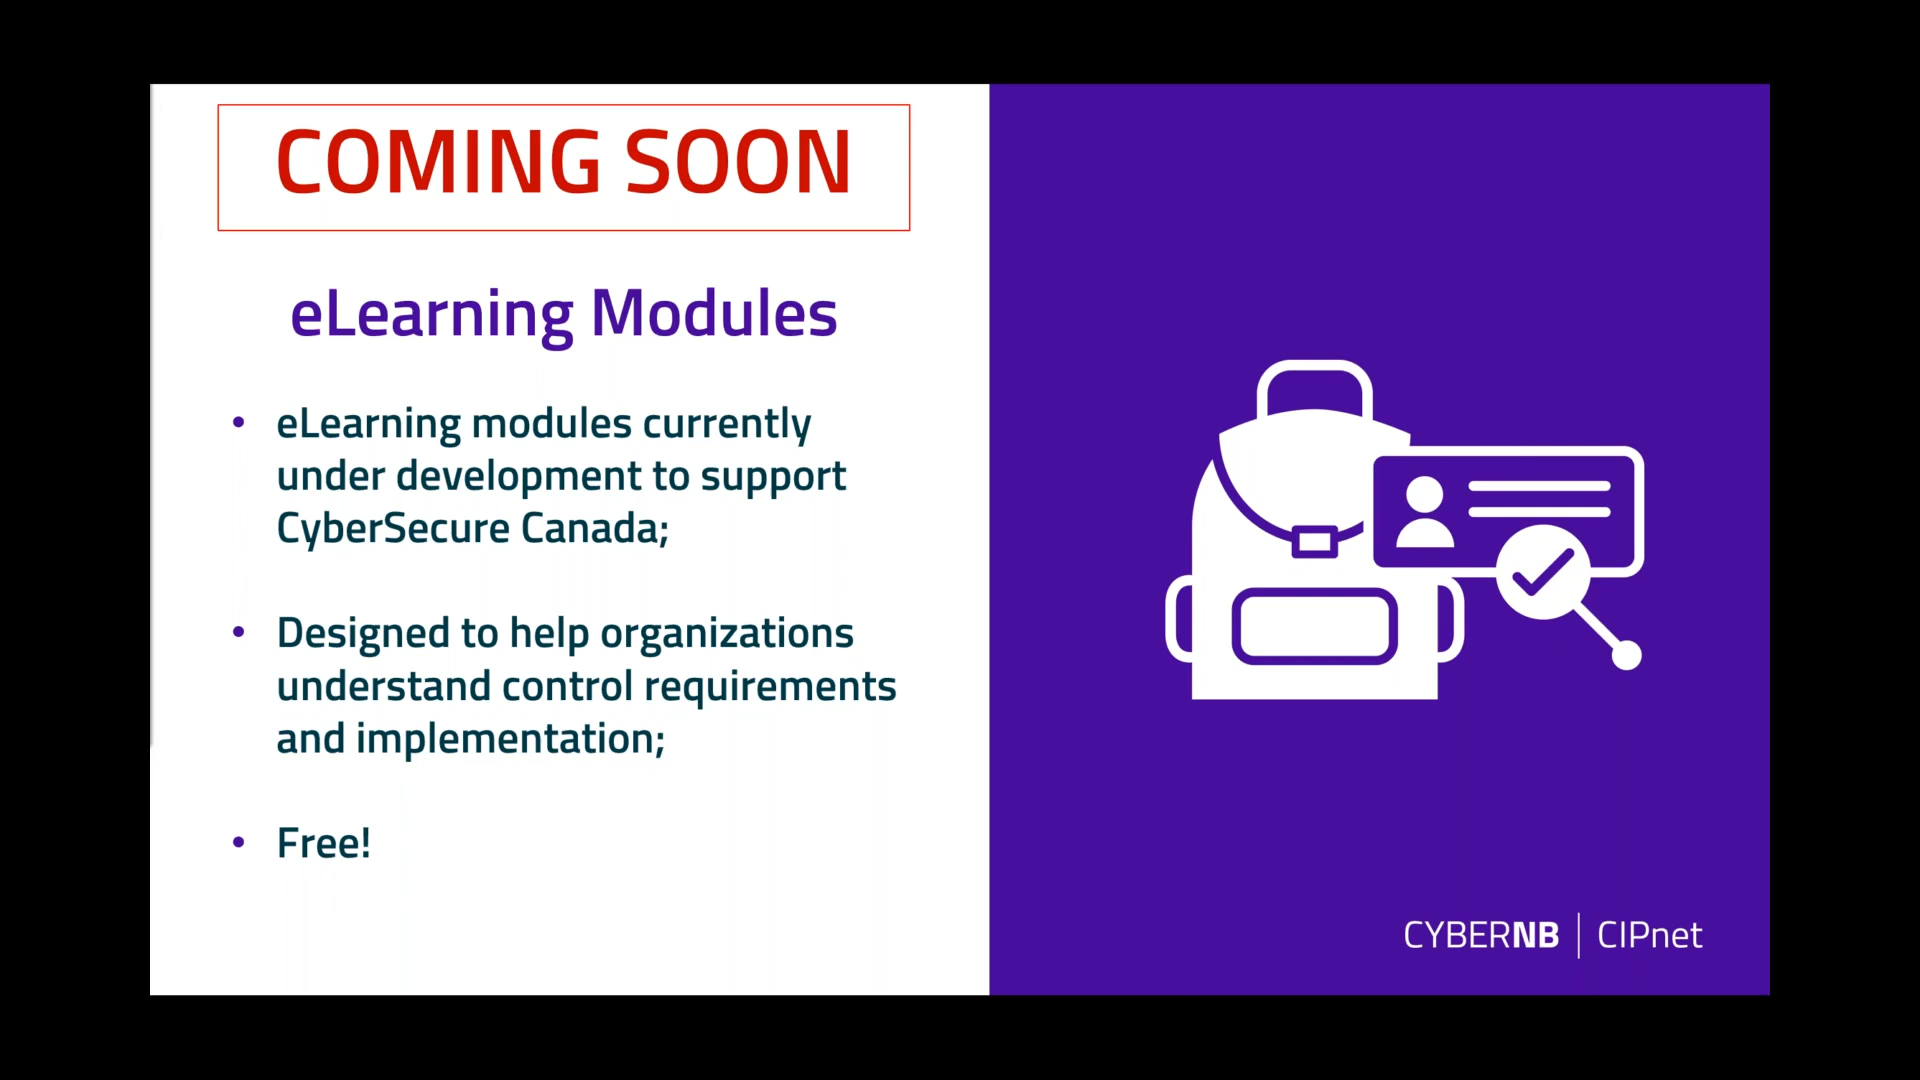 COMING SOON
eLearning Modules
• eLearning modules currently
under development to support
CyberSecure Canada;
• Designed to help organizations
understand control requirements
and implementation;
• Free!
CYBERNB | CIPnet